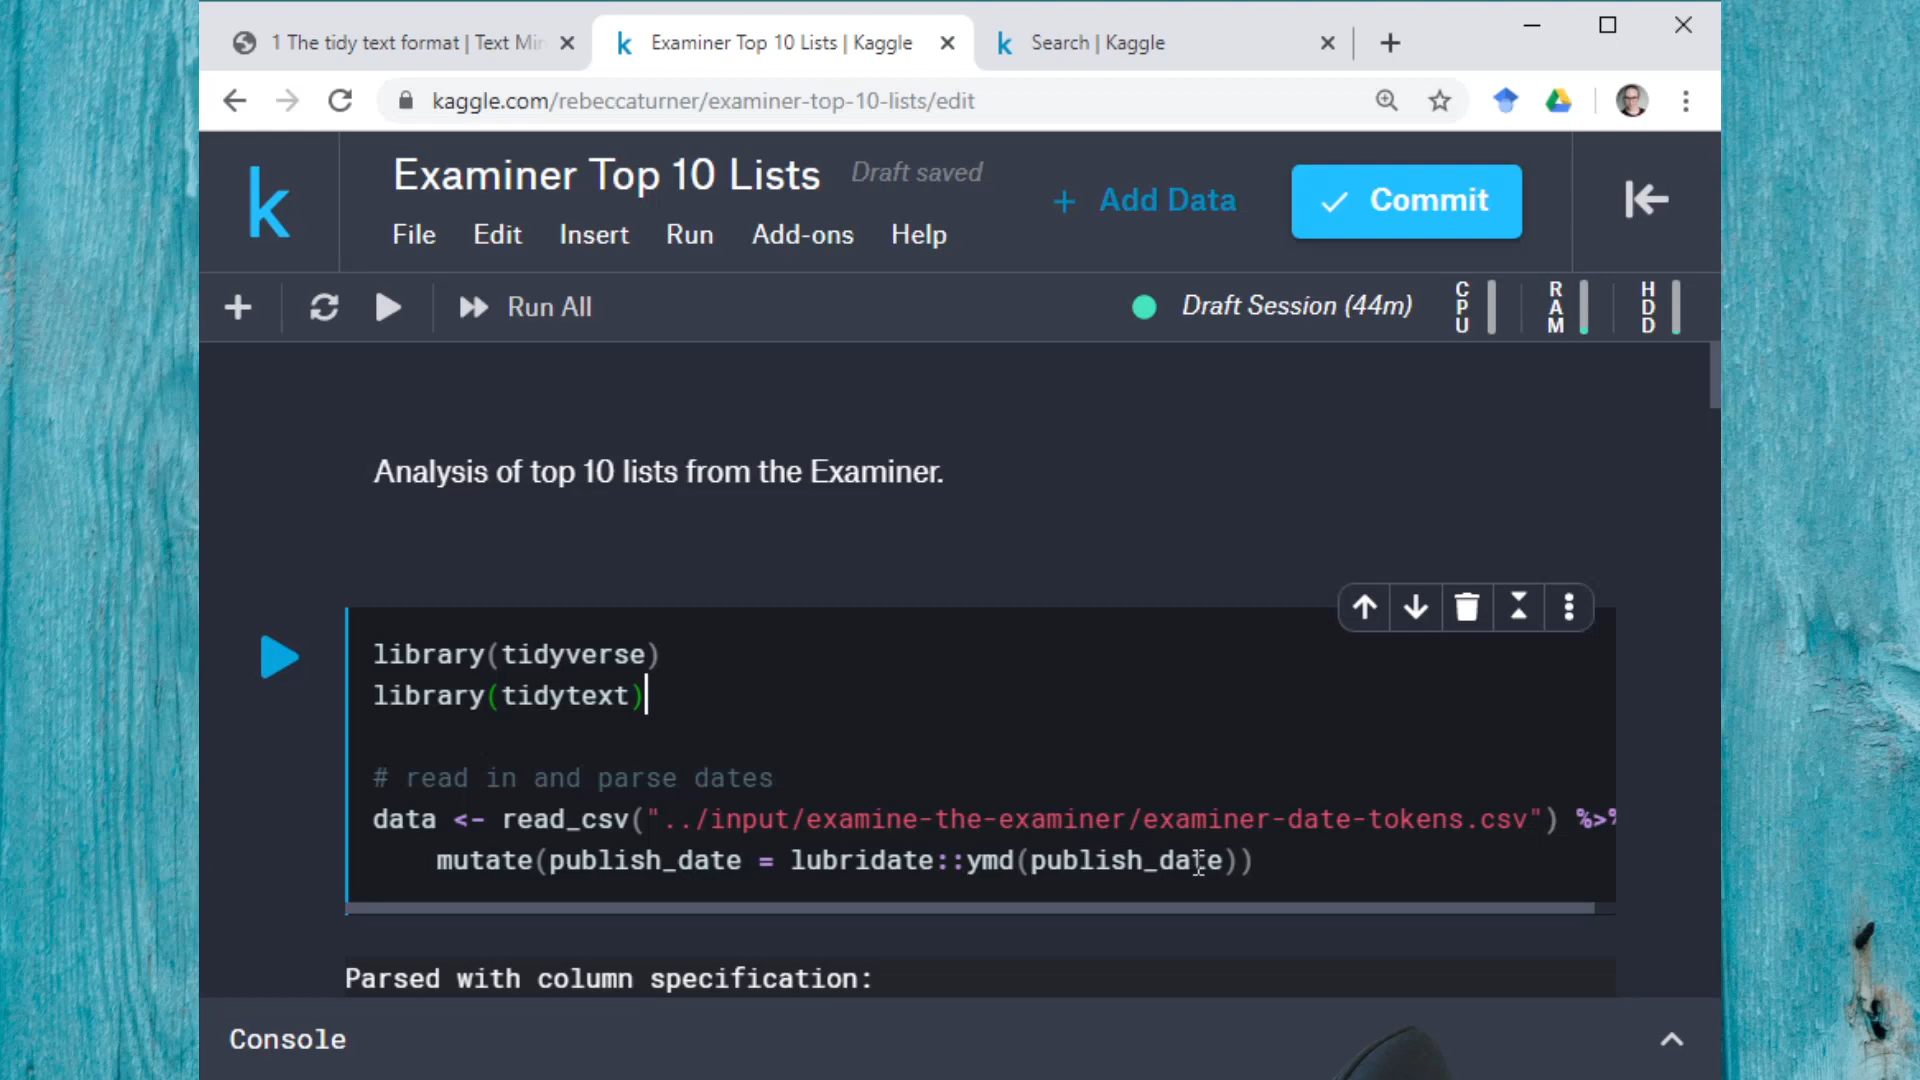 1 The tidy text format | Text Min
Examiner Top 10 Lists | Kaggle
Search | Kaggle
kaggle.com/rebeccaturner/examiner-top-10-lists/edit
k
Examiner Top 10 Lists
Draft saved
+ Add Data
Commit
File Edit Insert Run Add-ons Help
Run All
Draft Session (44m)
CPU
RAM
HDD
Analysis of top 10 lists from the Examiner.
library(tidyverse)
library(tidytext)
# read in and parse dates
data <- read_csv("../input/examine-the-examiner/examiner-date-tokens.csv") %>%
mutate(publish_date = lubridate::ymd(publish_date))
Parsed with column specification:
Console